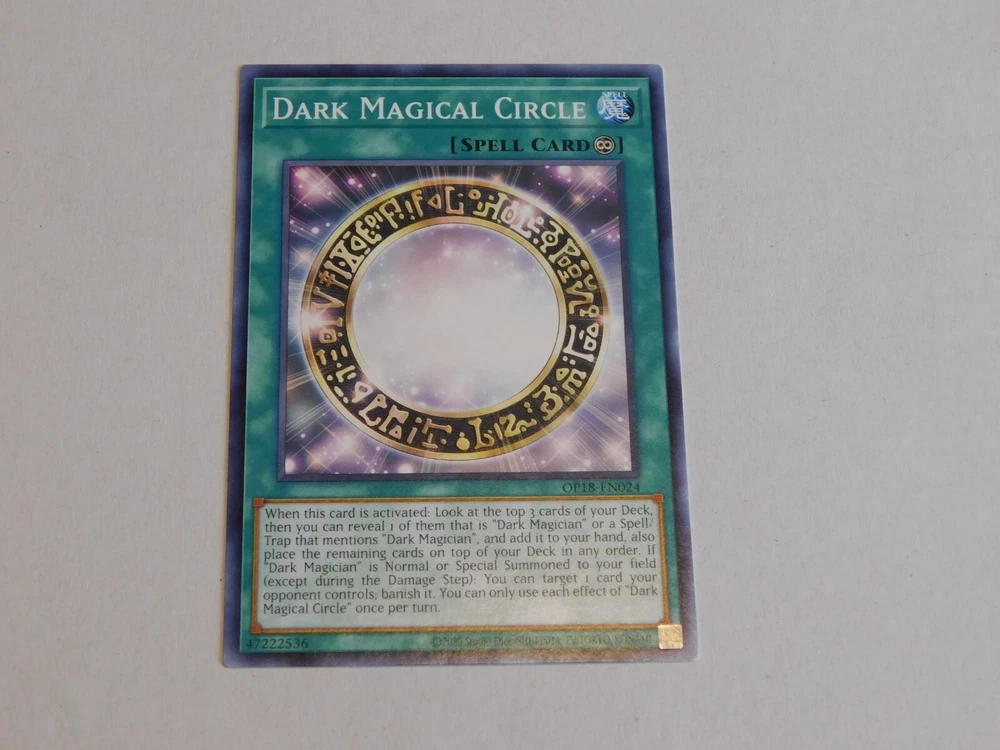 DARK MAGICAL CIRCLE
SPELL
魔
[SPELL CARD]
OP18-EN024
When this card is activated: Look at the top 3 cards of your Deck,
then you can reveal 1 of them that is "Dark Magician" or a Spell/
Trap that mentions "Dark Magician", and add it to your hand, also
place the remaining cards on top of your Deck in any order. If
"Dark Magician" is Normal or Special Summoned to your field
(except during the Damage Step): You can target 1 card your
opponent controls; banish it. You can only use each effect of "Dark
Magical Circle" once per turn.
47222536